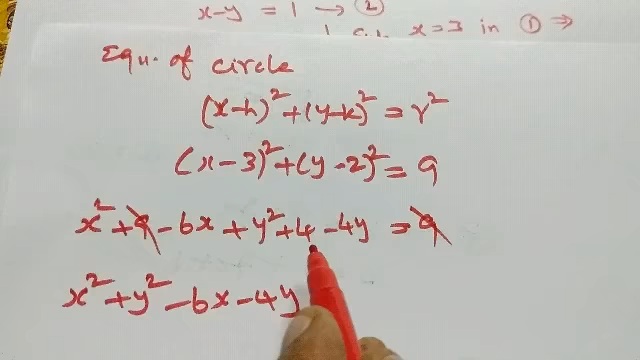 x-y = 1 → ②
x=3 in ① ⇒
Equ. of circle
(x-h)² + (y-k)² = r²
(x-3)² + (y-2)² = 9
x² + 9 - 6x + y² + 4 - 4y = 9
x² + y² - 6x - 4y